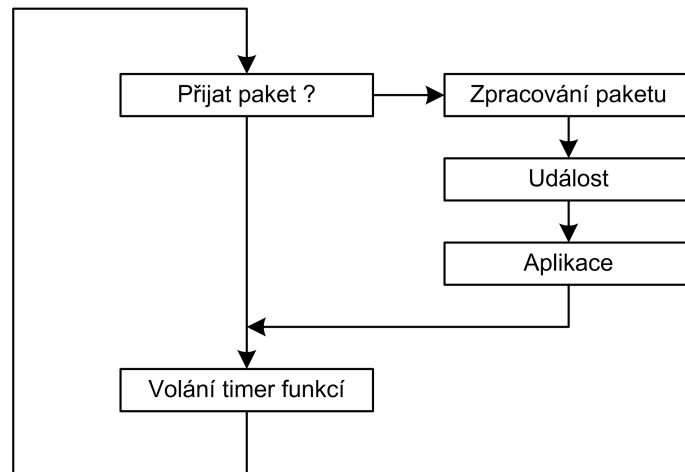 Přijat paket ?
Zpracování paketu
Událost
Aplikace
Volání timer funkcí